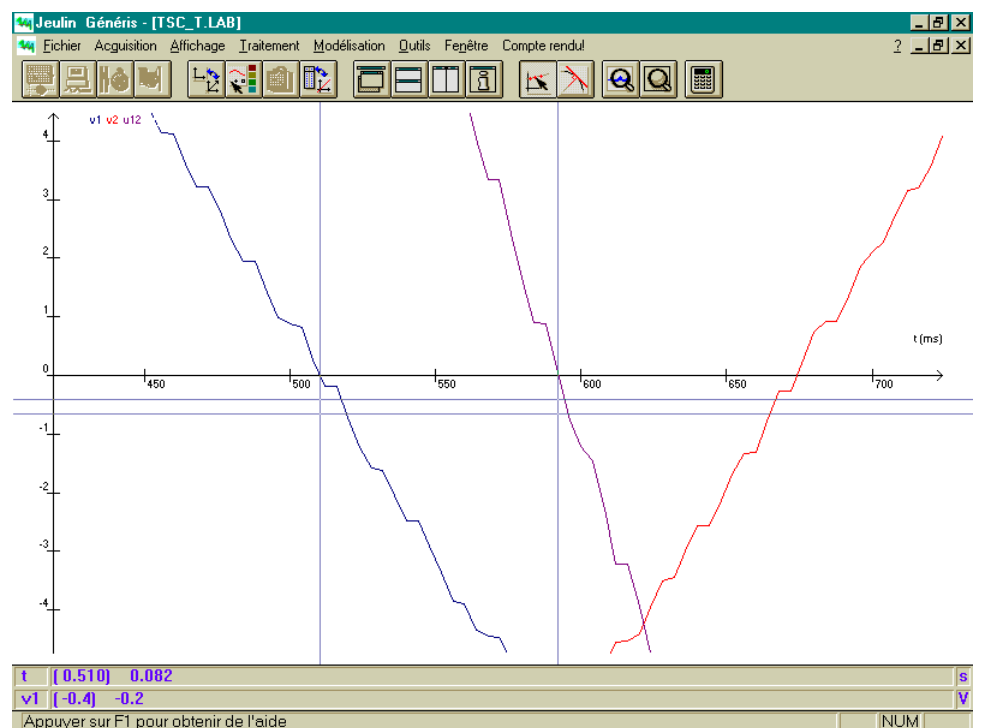 Jeulin Généris - [TSC_T.LAB]
Fichier Acquisition Affichage Traitement Modélisation Outils Fenêtre Compte rendu! ?
v1 v2 u12
4
3
2
1
t (ms)
0
450 500 550 600 650 700
-1
-2
-3
-4
t [ 0.510) 0.082 s
v1 [ -0.4) -0.2 V
Appuyer sur F1 pour obtenir de l'aide NUM